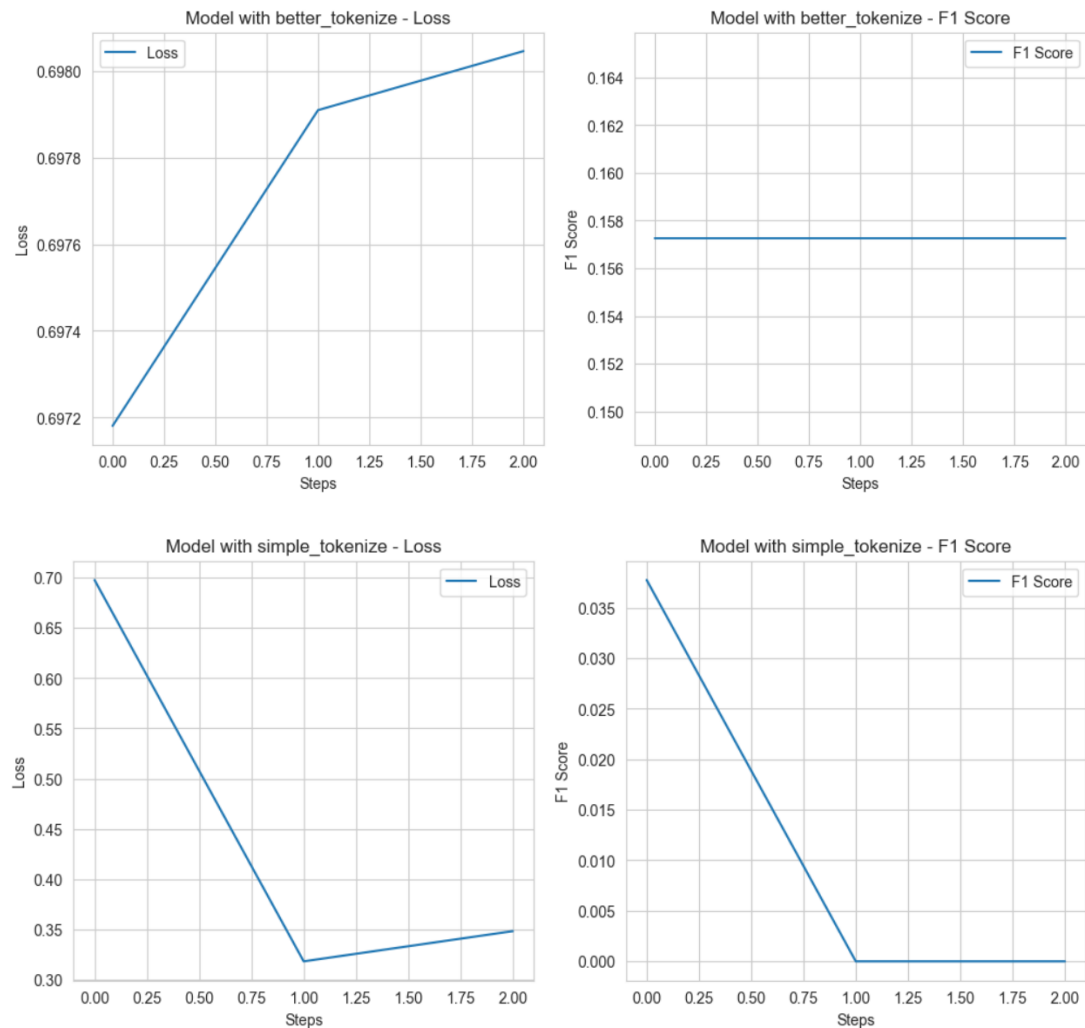 Model with better_tokenize - Loss
Loss
0.6980
0.6978
0.6976
0.6974
0.6972
Loss
0.00 0.25 0.50 0.75 1.00 1.25 1.50 1.75 2.00
Steps
Model with better_tokenize - F1 Score
F1 Score
0.164
0.162
0.160
0.158
0.156
0.154
0.152
0.150
F1 Score
0.00 0.25 0.50 0.75 1.00 1.25 1.50 1.75 2.00
Steps
Model with simple_tokenize - Loss
Loss
0.70
0.65
0.60
0.55
0.50
0.45
0.40
0.35
0.30
Loss
0.00 0.25 0.50 0.75 1.00 1.25 1.50 1.75 2.00
Steps
Model with simple_tokenize - F1 Score
F1 Score
0.035
0.030
0.025
0.020
0.015
0.010
0.005
0.000
F1 Score
0.00 0.25 0.50 0.75 1.00 1.25 1.50 1.75 2.00
Steps